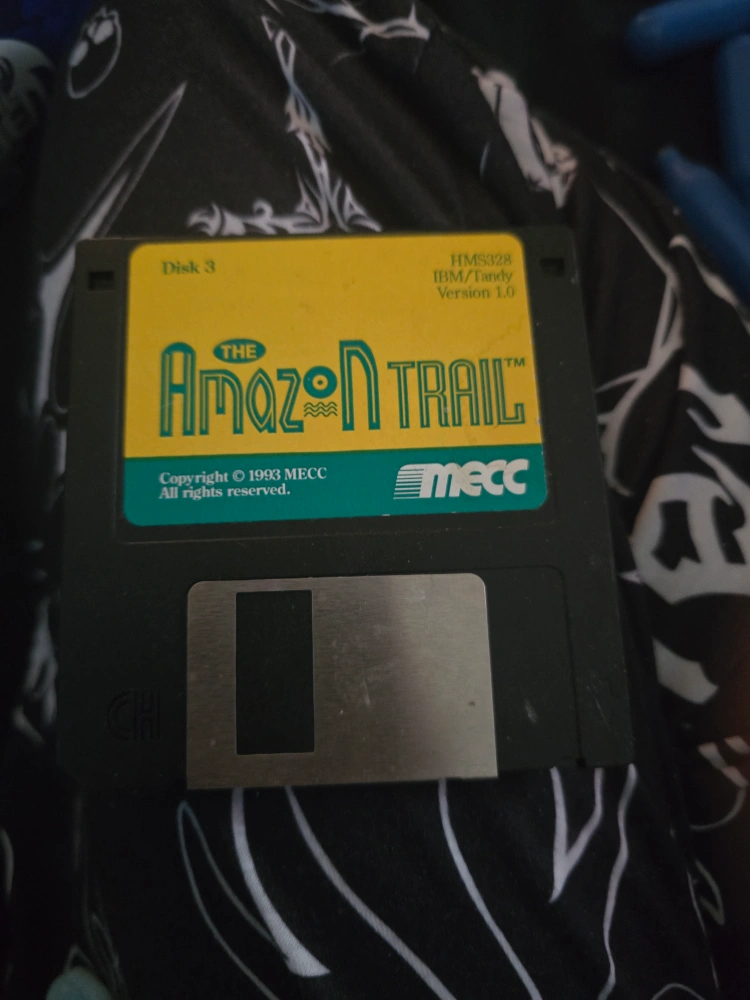 Disk 3
HMS328
IBM/Tandy
Version 1.0
THE
Amazon TRAIL™
Copyright © 1993 MECC
All rights reserved.
mecc